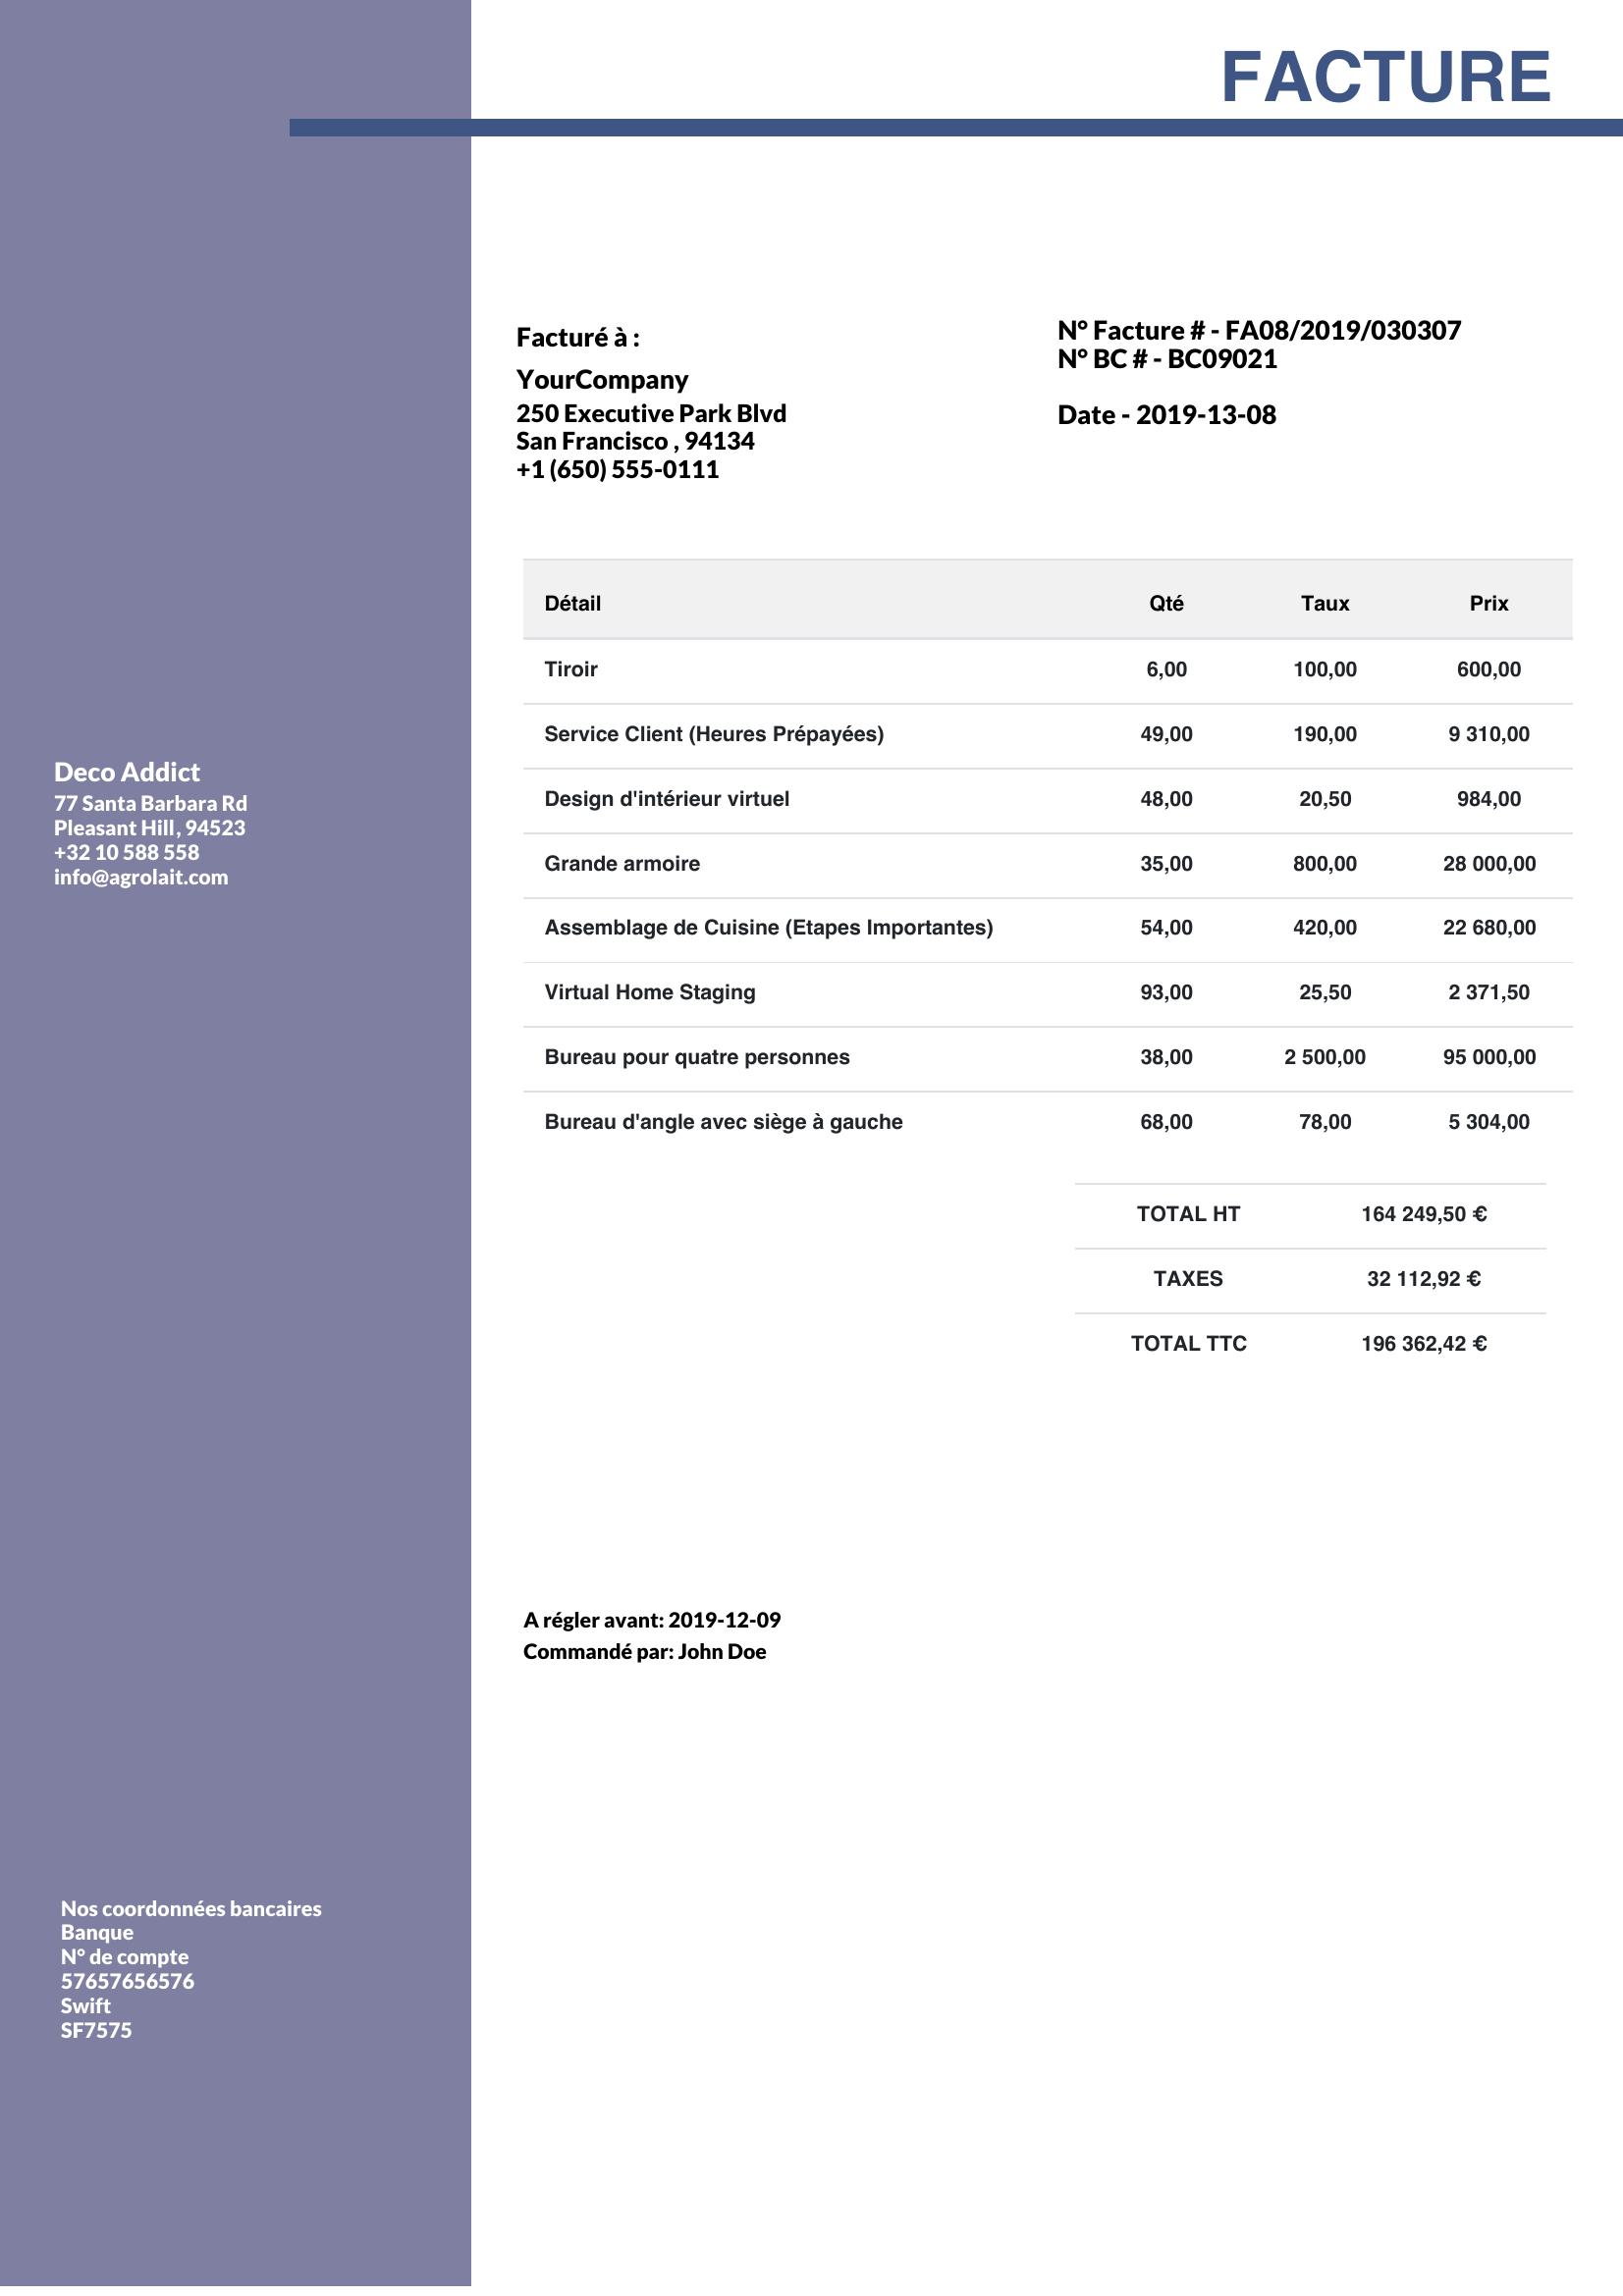 FACTURE
Facturé à :
YourCompany
250 Executive Park Blvd
San Francisco , 94134
+1 (650) 555-0111
N° Facture # - FA08/2019/030307
N° BC # - BC09021
Date - 2019-13-08
Deco Addict
77 Santa Barbara Rd
Pleasant Hill, 94523
+32 10 588 558
info@agrolait.com
Détail Qté Taux Prix
Tiroir 6,00 100,00 600,00
Service Client (Heures Prépayées) 49,00 190,00 9 310,00
Design d'intérieur virtuel 48,00 20,50 984,00
Grande armoire 35,00 800,00 28 000,00
Assemblage de Cuisine (Etapes Importantes) 54,00 420,00 22 680,00
Virtual Home Staging 93,00 25,50 2 371,50
Bureau pour quatre personnes 38,00 2 500,00 95 000,00
Bureau d'angle avec siège à gauche 68,00 78,00 5 304,00
TOTAL HT 164 249,50 €
TAXES 32 112,92 €
TOTAL TTC 196 362,42 €
A régler avant: 2019-12-09
Commandé par: John Doe
Nos coordonnées bancaires
Banque
N° de compte
57657656576
Swift
SF7575